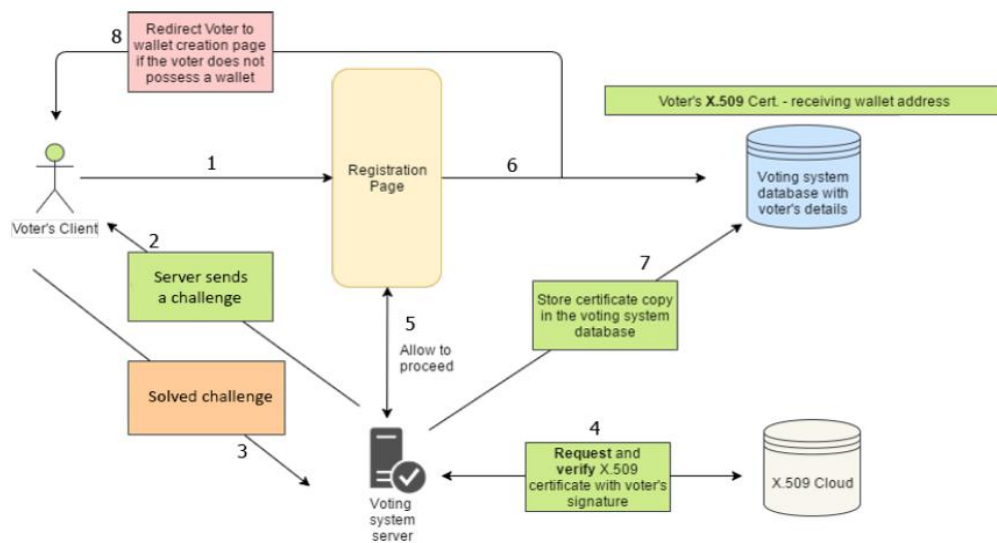 8
Redirect Voter to
wallet creation page
if the voter does not
possess a wallet
Voter's X.509 Cert. - receiving wallet address
1
Registration
Page
6
Voting system
database with
voter's details
Voter's Client
2
Server sends
a challenge
7
Store certificate copy
in the voting system
database
5
Allow to
proceed
Solved challenge
3
4
Request and
verify X.509
certificate with voter's
signature
X.509 Cloud
Voting
system
server